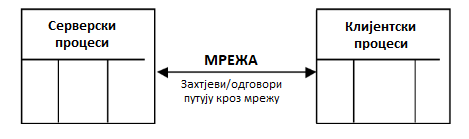 Серверски
процеси
МРЕЖА
Захтјеви/одговори
путују кроз мрежу
Клијентски
процеси